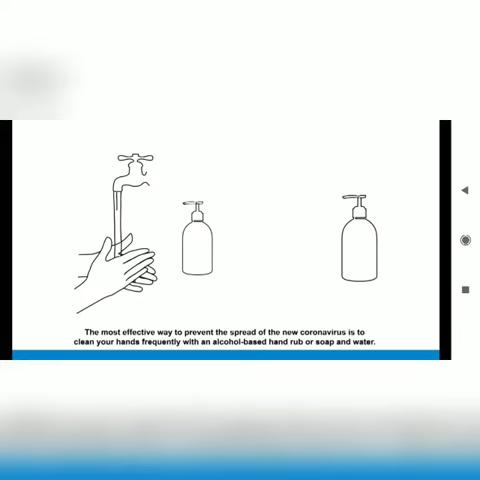 The most effective way to prevent the spread of the new coronavirus is to
clean your hands frequently with an alcohol-based hand rub or soap and water.